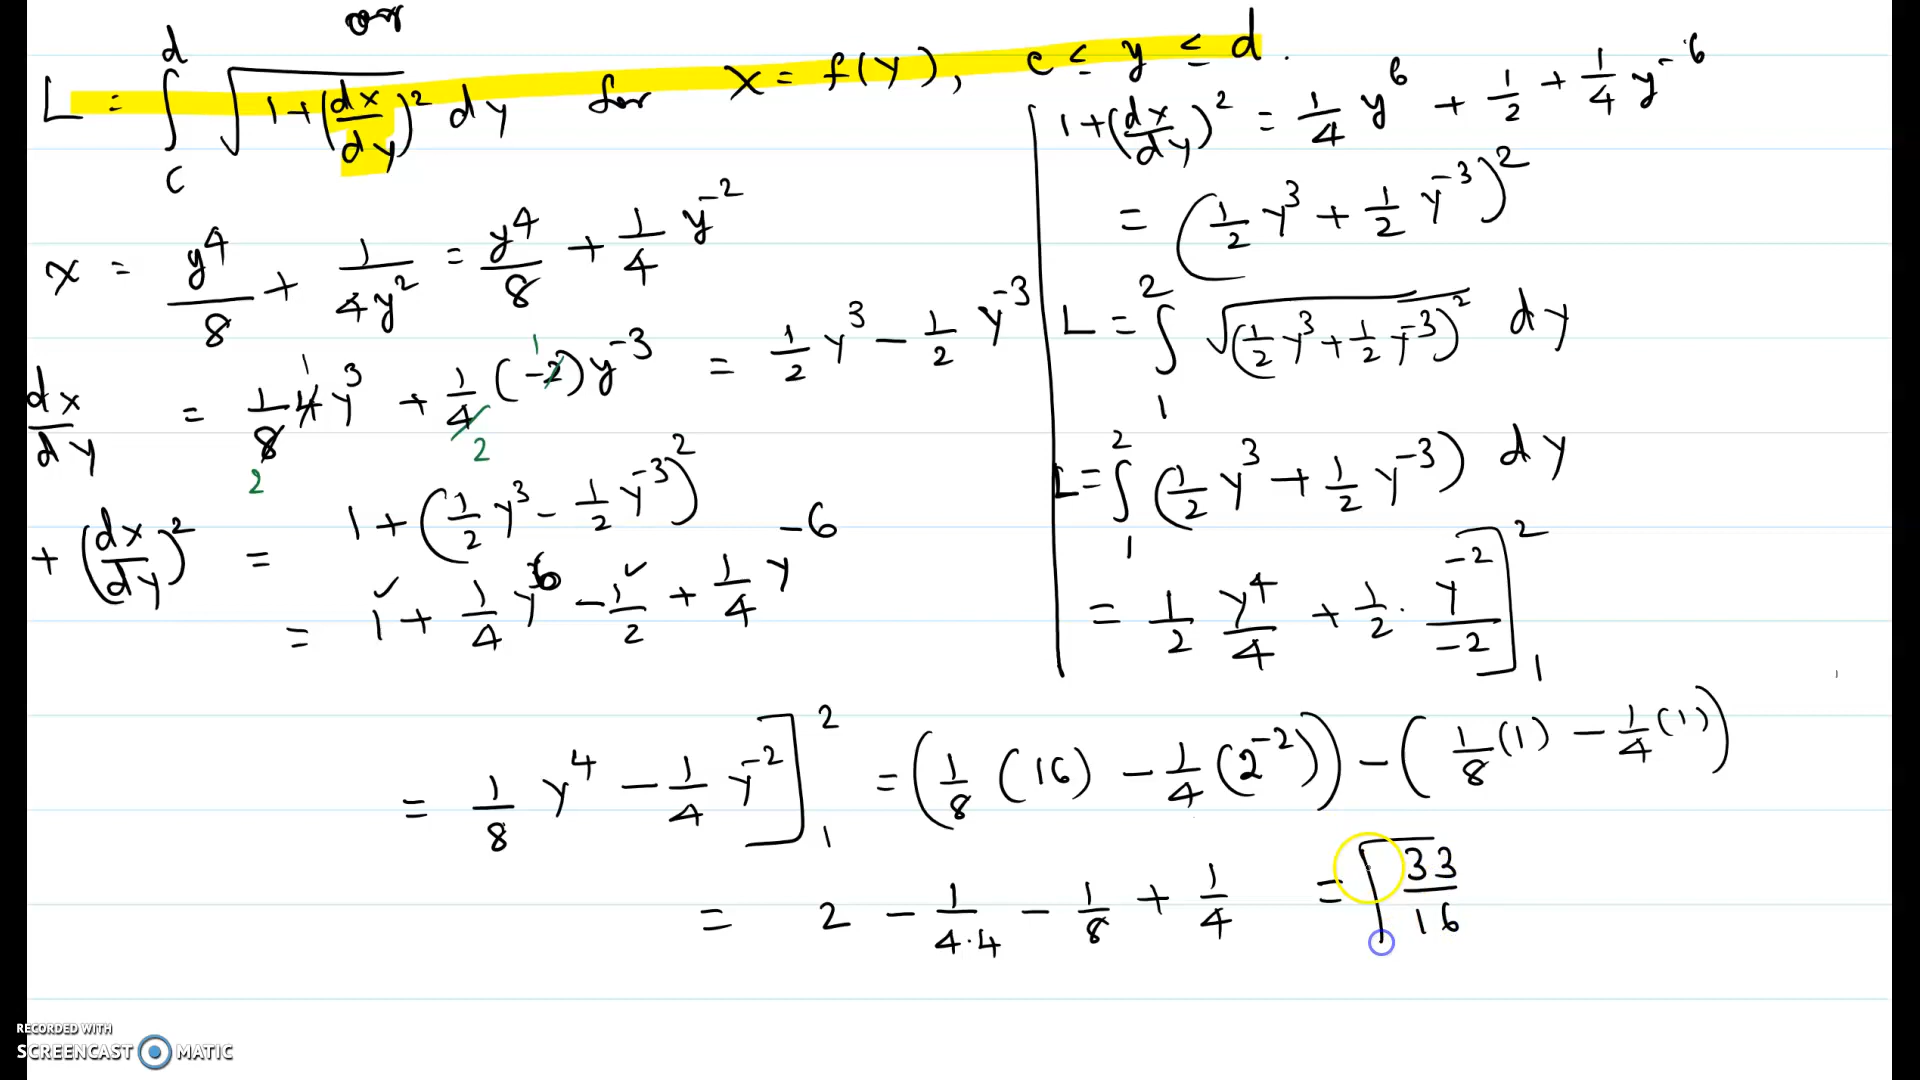 or
L = ∫_c^d √(1+(dx/dy)²) dy for x = f(y), c ≤ y ≤ d.
x = y⁴/8 + 1/(4y²) = y⁴/8 + 1/4 y⁻²
dx/dy = 1/8 4y³ + 1/4 (-2)y⁻³ = 1/2 y³ - 1/2 y⁻³
1 2 1 2
+ (dx/dy)² = 1 + (1/2 y³ - 1/2 y⁻³)²
= 1 + 1/4 y⁶ - 1/2 + 1/4 y⁻⁶
1+(dx/dy)² = 1/4 y⁶ + 1/2 + 1/4 y⁻⁶
= (1/2 y³ + 1/2 y⁻³)²
L = ∫_1^2 √((1/2 y³ + 1/2 y⁻³)²) dy
L = ∫_1^2 (1/2 y³ + 1/2 y⁻³) dy
= 1/2 y⁴/4 + 1/2 · y⁻²/-2 ]_1^2
= 1/8 y⁴ - 1/4 y⁻² ]_1^2 = (1/8 (16) - 1/4 (2⁻²)) - (1/8 (1) - 1/4 (1))
= 2 - 1/(4·4) - 1/8 + 1/4 = 33/16
RECORDED WITH
SCREENCAST MATIC